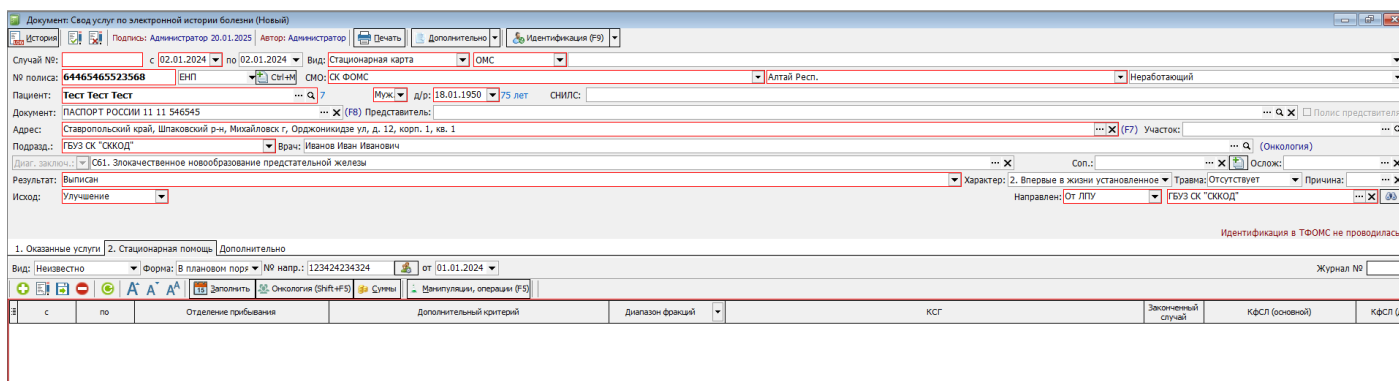 Документ: Свод услуг по электронной истории болезни (Новый)
История Подпись: Администратор 20.01.2025 Автор: Администратор Печать Дополнительно Идентификация (F9)
Случай №: с 02.01.2024 по 02.01.2024 Вид: Стационарная карта ОМС
№ полиса: 64465465523568 ЕНП Ctrl+M СМО: СК ФОМС Алтай Респ. Неработающий
Пациент: Тест Тест Тест ... 7 Муж. д/р: 18.01.1950 75 лет СНИЛС:
Документ: ПАСПОРТ РОССИИ 11 11 546545 ... (F8) Представитель: ... Полис предствителя
Адрес: Ставропольский край, Шпаковский р-н, Михайловск г, Орджоникидзе ул, д. 12, корп. 1, кв. 1 ... (F7) Участок: ...
Подразд.: ГБУЗ СК "СККОД" Врач: Иванов Иван Иванович ... (Онкология)
Диаг. заключ.: C61. Злокачественное новообразование предстательной железы ... Соп.: ... Ослож: ...
Результат: Выписан Характер: 2. Впервые в жизни установленное Травма: Отсутствует Причина: ...
Исход: Улучшение Направлен: От ЛПУ ГБУЗ СК "СККОД" ...
Идентификация в ТФОМС не проводилась
1. Оказанные услуги 2. Стационарная помощь Дополнительно
Вид: Неизвестно Форма: В плановом поря № напр.: 123424234324 от 01.01.2024 Журнал №
Заполнить Онкология (Shift+F5) Суммы Манипуляции, операции (F5)
с по Отделение прибывания Дополнительный критерий Диапазон фракций КСГ Законченный случай КфСЛ (основной) КфСЛ (